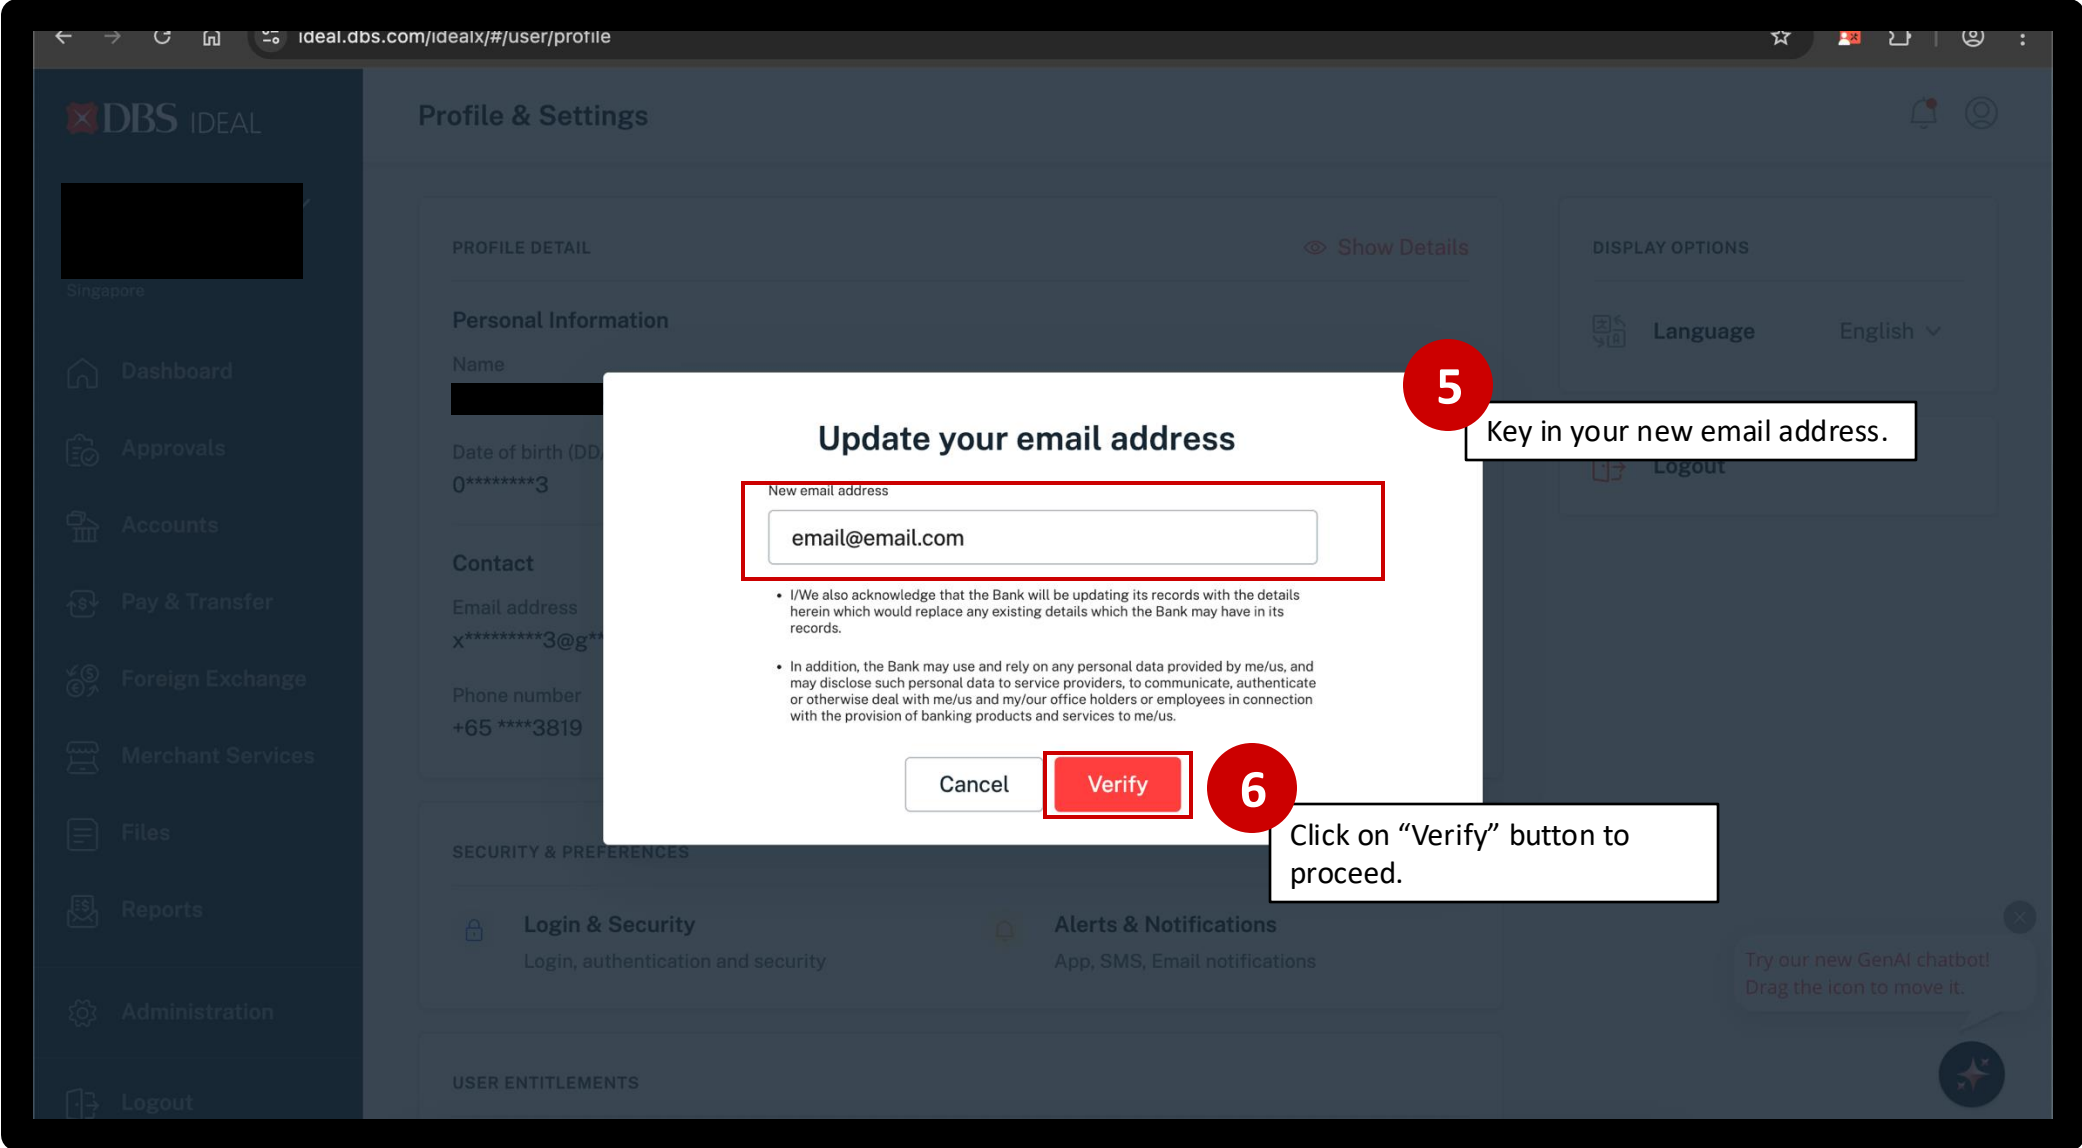 ideal.dbs.com/idealx/#/user/profile
DBS IDEAL
Profile & Settings
Singapore
Dashboard
Approvals
Accounts
Pay & Transfer
Foreign Exchange
Merchant Services
Files
Reports
Administration
Logout
PROFILE DETAIL
Show Details
Personal Information
Name
Date of birth (DD/
0********3
Contact
Email address
x*********3@g**
Phone number
+65 ****3819
DISPLAY OPTIONS
Language English
Logout
5
Key in your new email address.
Update your email address
New email address
email@email.com
• I/We also acknowledge that the Bank will be updating its records with the details
herein which would replace any existing details which the Bank may have in its
records.
• In addition, the Bank may use and rely on any personal data provided by me/us, and
may disclose such personal data to service providers, to communicate, authenticate
or otherwise deal with me/us and my/our office holders or employees in connection
with the provision of banking products and services to me/us.
Cancel
Verify
6
Click on “Verify” button to
proceed.
SECURITY & PREFERENCES
Login & Security
Login, authentication and security
Alerts & Notifications
App, SMS, Email notifications
USER ENTITLEMENTS
Try our new GenAI chatbot!
Drag the icon to move it.